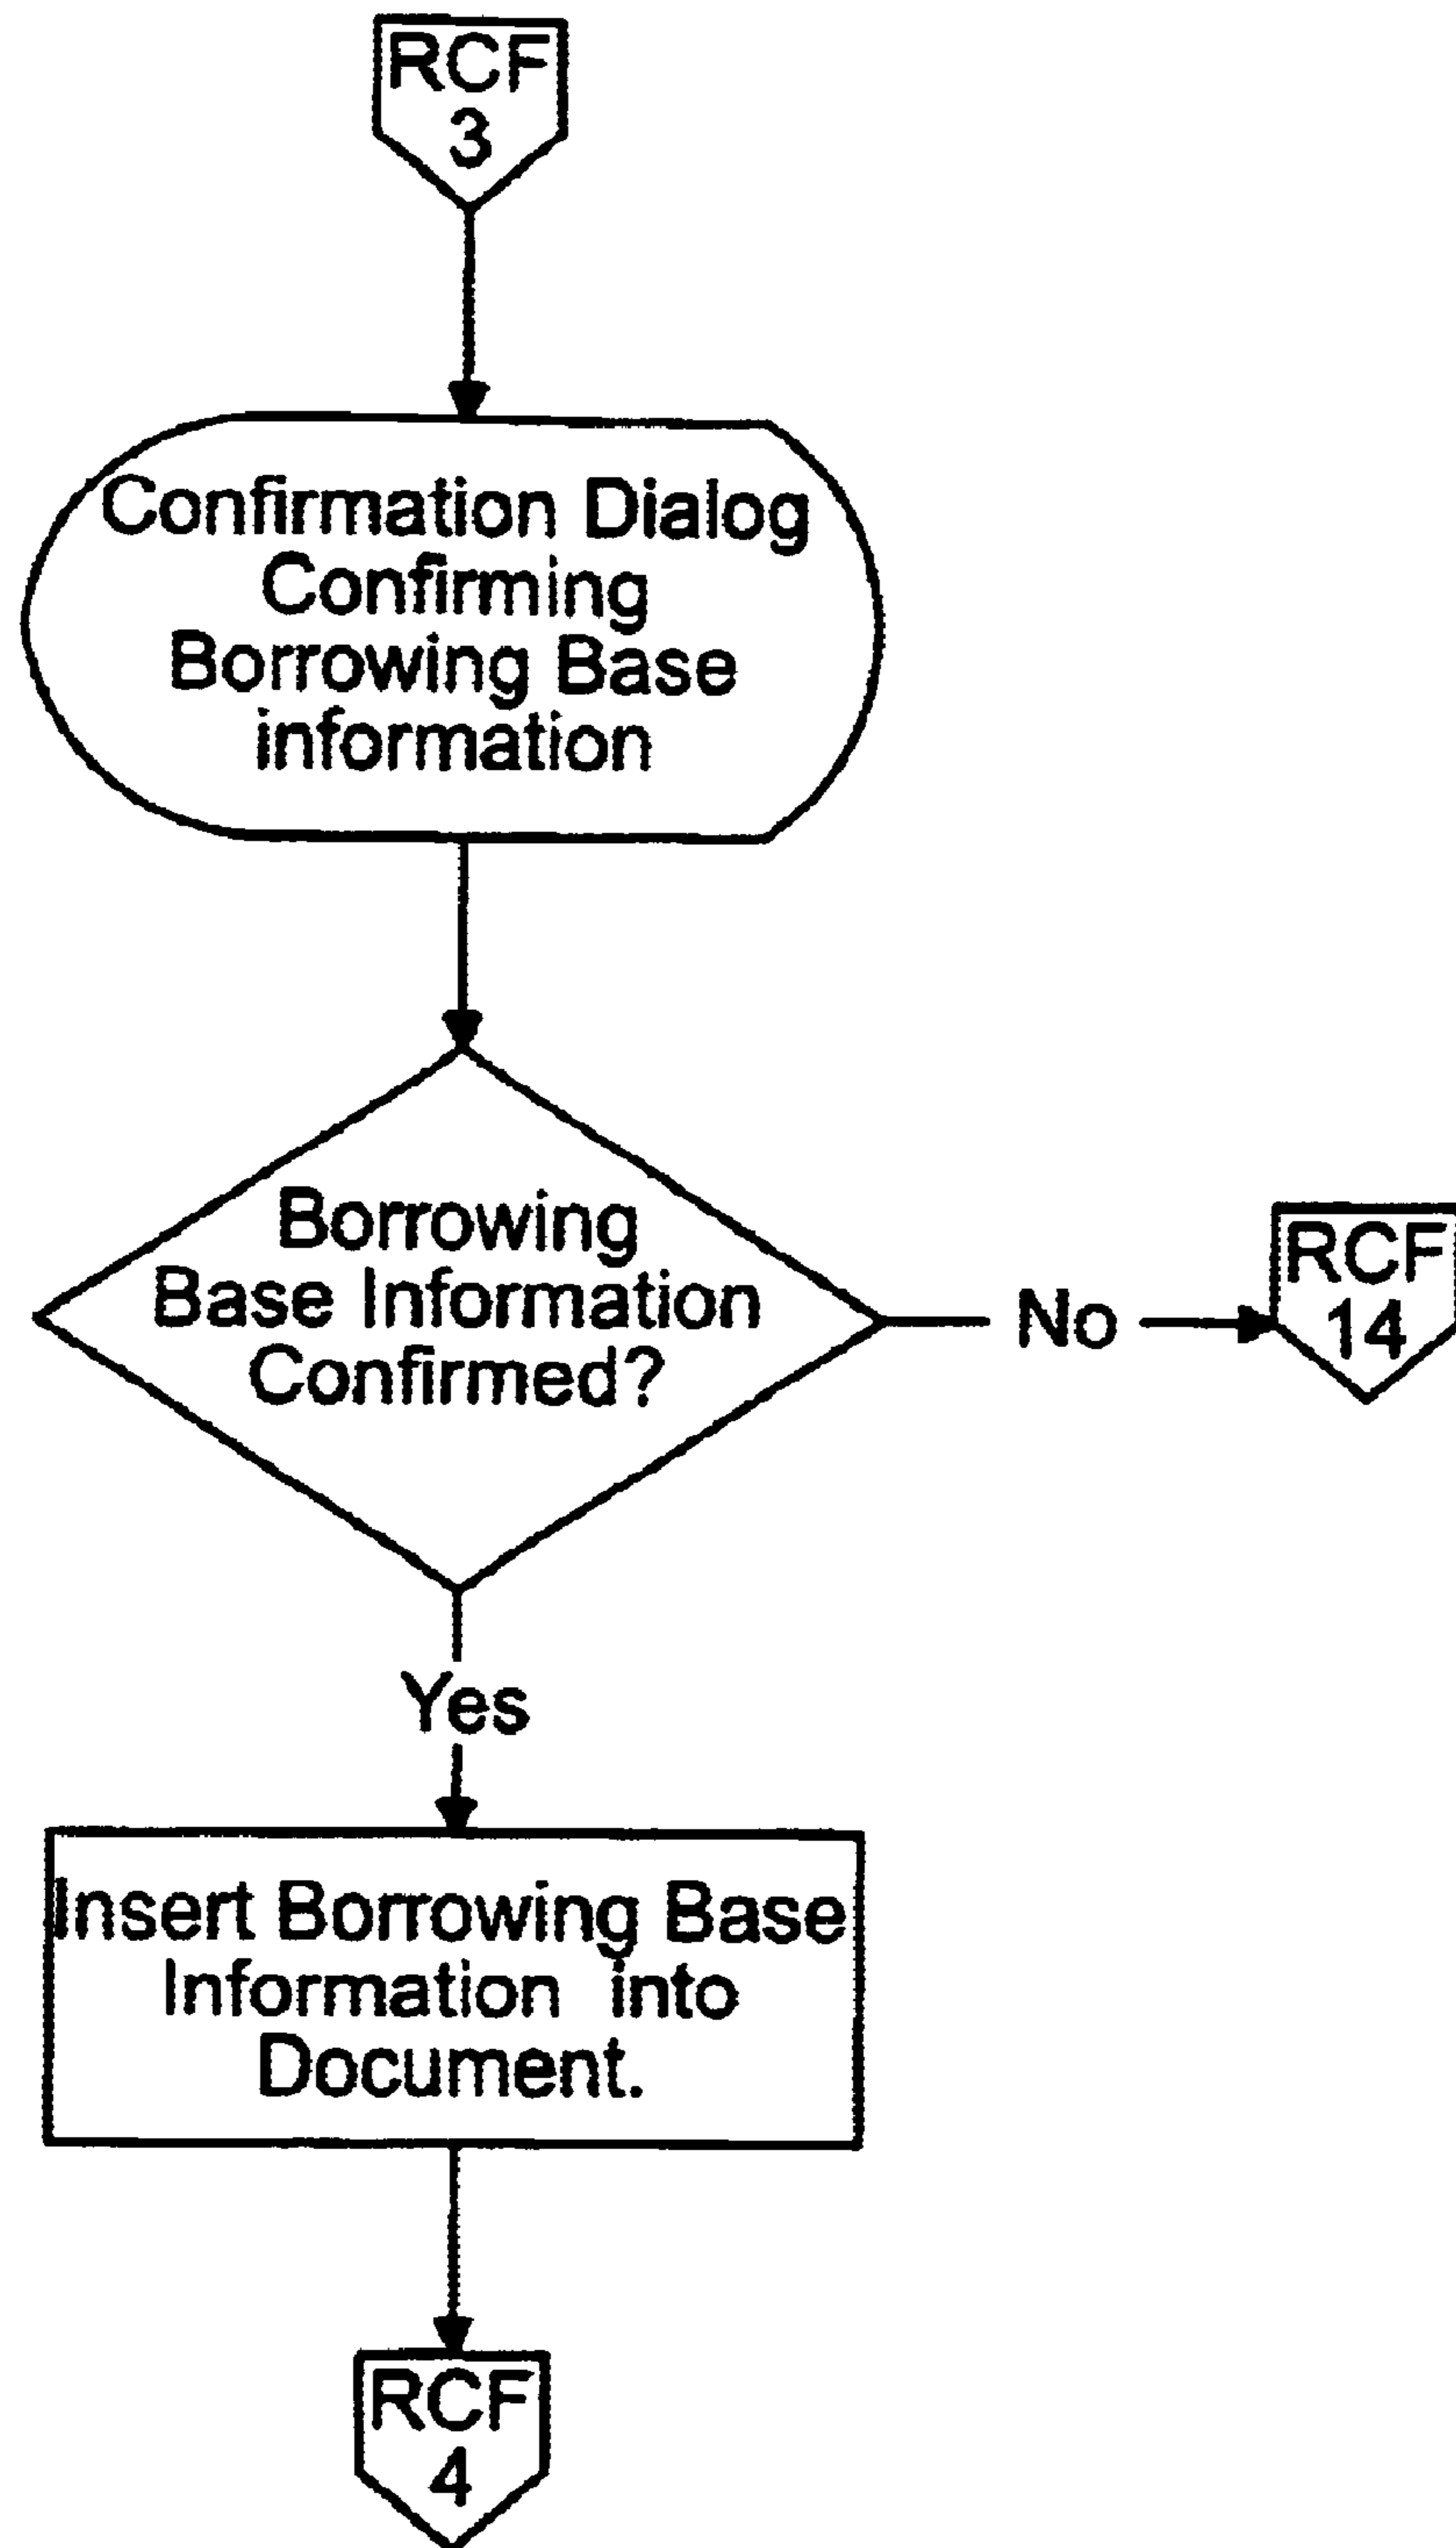 RCF
3
Confirmation Dialog
Confirming
Borrowing Base
information
Borrowing
Base Information
Confirmed?
No
RCF
14
Yes
Insert Borrowing Base
Information into
Document.
RCF
4